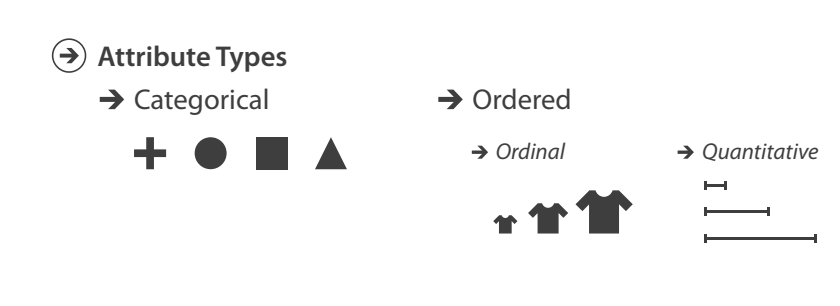 Attribute Types
Categorical
Ordered
Ordinal
Quantitative